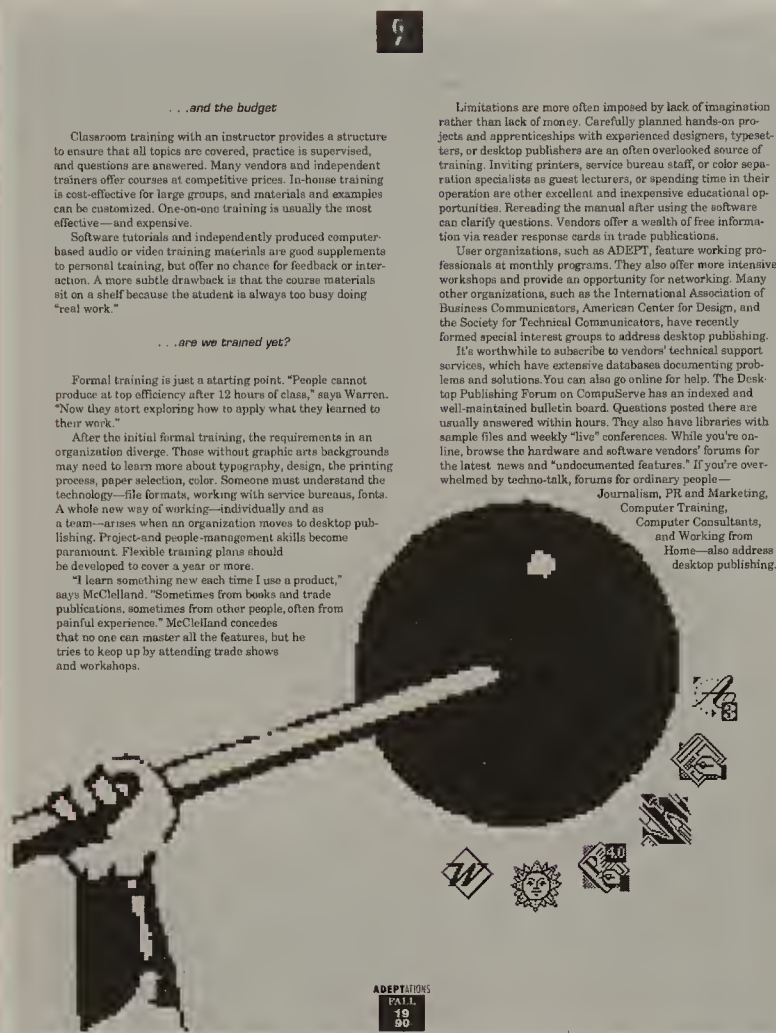 9
. . .and the budget
Classroom training with an instructor provides a structure
to ensure that all topics are covered, practice is supervised,
and questions are answered. Many vendors and independent
trainers offer courses at competitive prices. In-house training
is cost-effective for large groups, and materials and examples
can be customized. One-on-one training is usually the most
effective—and expensive.
Software tutorials and independently produced computer-
based audio or video training materials are good supplements
to personal training, but offer no chance for feedback or inter-
action. A more subtle drawback is that the course materials
sit on a shelf because the student is always too busy doing
“real work.”
. . .are we trained yet?
Formal training is just a starting point. “People cannot
produce at top efficiency after 12 hours of class,” says Warren.
“Now they start exploring how to apply what they learned to
their work.”
After the initial formal training, the requirements in an
organization diverge. Those without graphic arts backgrounds
may need to learn more about typography, design, the printing
process, paper selection, color. Someone must understand the
technology—file formats, working with service bureaus, fonts.
A whole new way of working—individually and as
a team—arises when an organization moves to desktop pub-
lishing. Project-and people-management skills become
paramount. Flexible training plans should
be developed to cover a year or more.
“I learn something new each time I use a product,”
says McClelland. “Sometimes from books and trade
publications, sometimes from other people, often from
painful experience.” McClelland concedes
that no one can master all the features, but he
tries to keep up by attending trade shows
and workshops.
Limitations are more often imposed by lack of imagination
rather than lack of money. Carefully planned hands-on pro-
jects and apprenticeships with experienced designers, typeset-
ters, or desktop publishers are an often overlooked source of
training. Inviting printers, service bureau staff, or color sepa-
ration specialists as guest lecturers, or spending time in their
operation are other excellent and inexpensive educational op-
portunities. Rereading the manual after using the software
can clarify questions. Vendors offer a wealth of free informa-
tion via reader response cards in trade publications.
User organizations, such as ADEPT, feature working pro-
fessionals at monthly programs. They also offer more intensive
workshops and provide an opportunity for networking. Many
other organizations, such as the International Association of
Business Communicators, American Center for Design, and
the Society for Technical Communicators, have recently
formed special interest groups to address desktop publishing.
It’s worthwhile to subscribe to vendors’ technical support
services, which have extensive databases documenting prob-
lems and solutions.You can also go online for help. The Desk-
top Publishing Forum on CompuServe has an indexed and
well-maintained bulletin board. Questions posted there are
usually answered within hours. They also have libraries with
sample files and weekly “live” conferences. While you’re on-
line, browse the hardware and software vendors’ forums for
the latest news and “undocumented features.” If you’re over-
whelmed by techno-talk, forums for ordinary people—
Journalism, PR and Marketing,
Computer Training,
Computer Consultants,
and Working from
Home—also address
desktop publishing.
3
P 4.0
W
ADEPTATIONS
FALL
19
90